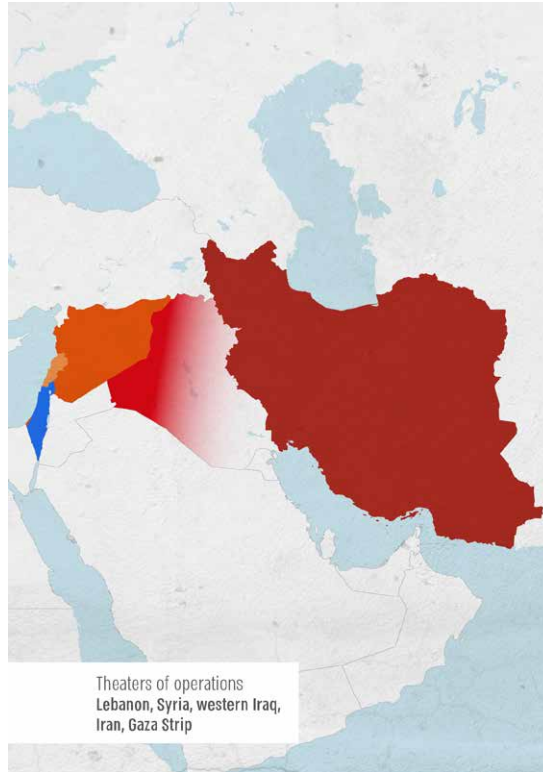 Theaters of operations
Lebanon, Syria, western Iraq,
Iran, Gaza Strip